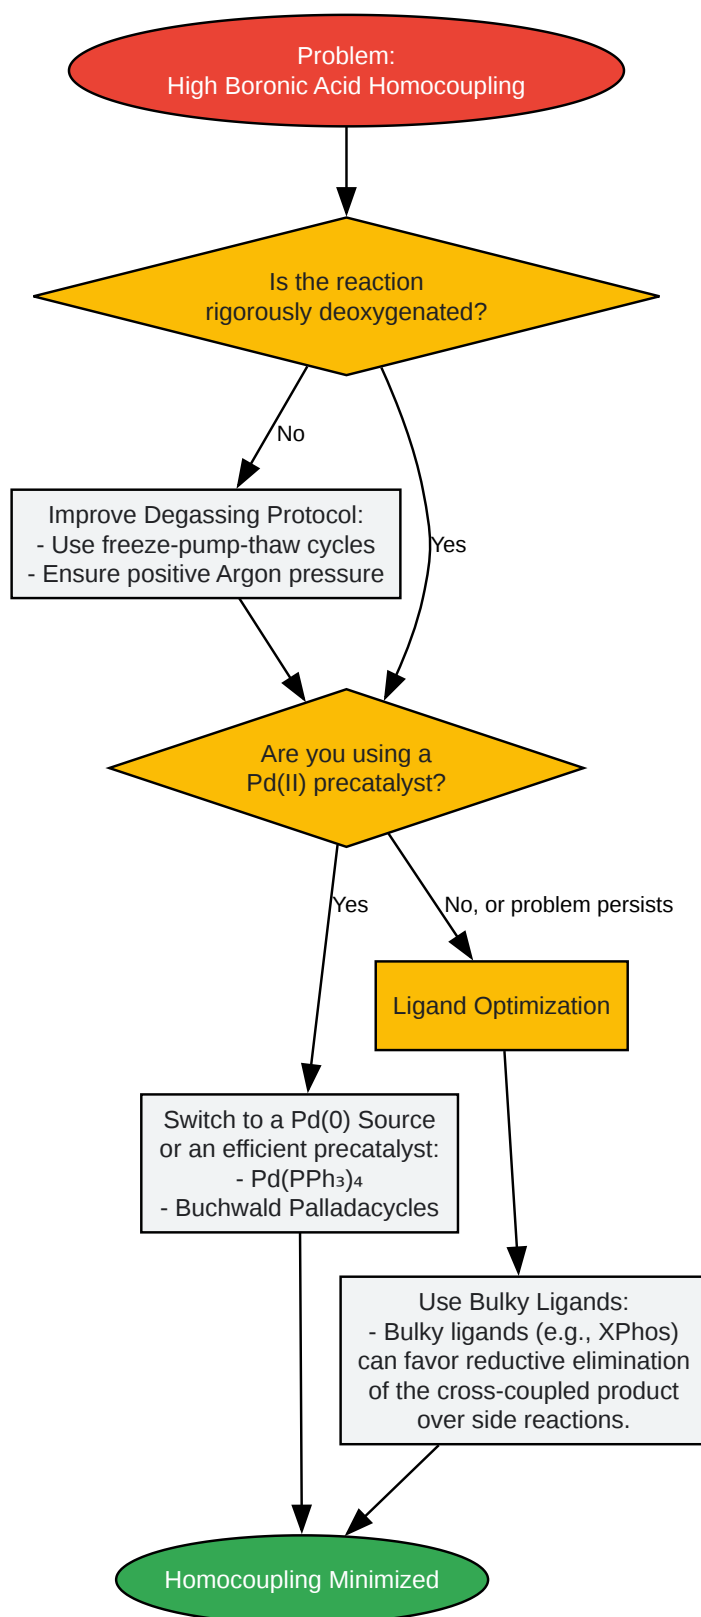 Problem:
High Boronic Acid Homocoupling
Is the reaction
rigorously deoxygenated?
No
Improve Degassing Protocol:
- Use freeze-pump-thaw cycles
- Ensure positive Argon pressure
Yes
Are you using a
Pd(II) precatalyst?
Yes
No, or problem persists
Ligand Optimization
Switch to a Pd(0) Source
or an efficient precatalyst:
- Pd(PPh₃)₄
- Buchwald Palladacycles
Use Bulky Ligands:
- Bulky ligands (e.g., XPhos)
can favor reductive elimination
of the cross-coupled product
over side reactions.
Homocoupling Minimized